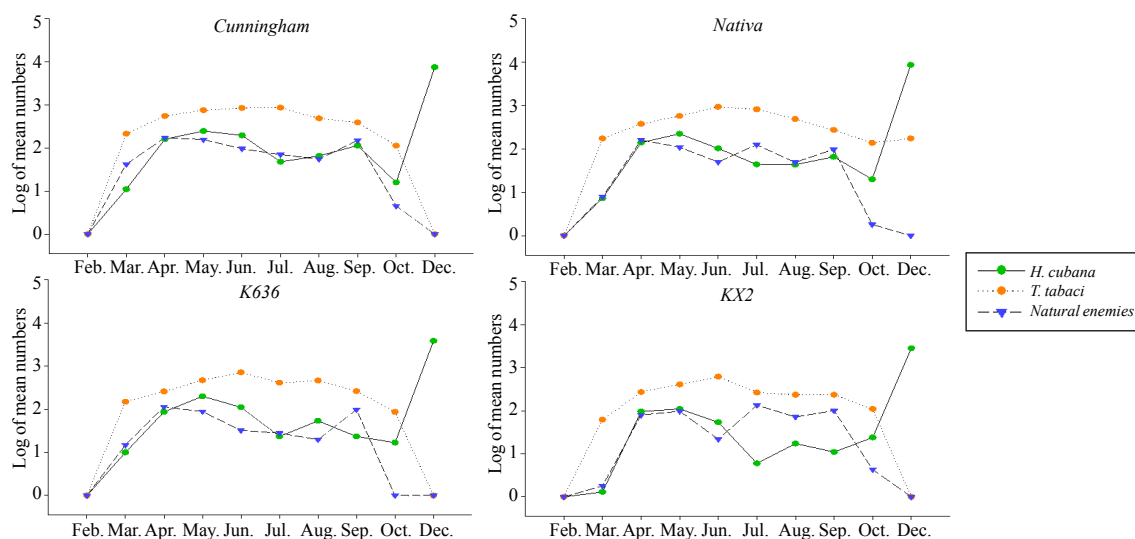 Cunningham
Log of mean numbers
5
4
3
2
1
0
Feb. Mar. Apr. May. Jun. Jul. Aug. Sep. Oct. Dec.
Nativa
Log of mean numbers
5
4
3
2
1
0
Feb. Mar. Apr. May. Jun. Jul. Aug. Sep. Oct. Dec.
K636
Log of mean numbers
5
4
3
2
1
0
Feb. Mar. Apr. May. Jun. Jul. Aug. Sep. Oct. Dec.
KX2
Log of mean numbers
5
4
3
2
1
0
Feb. Mar. Apr. May. Jun. Jul. Aug. Sep. Oct. Dec.
H. cubana
T. tabaci
Natural enemies